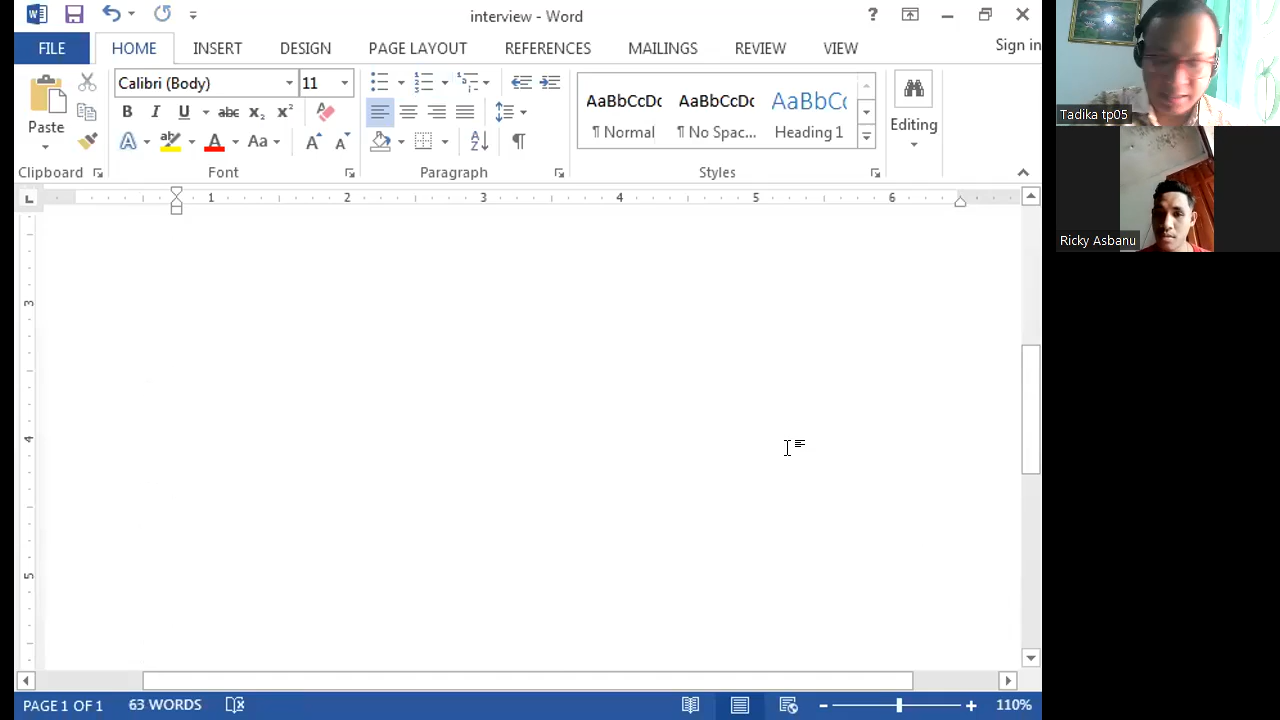 interview - Word
?
FILE HOME INSERT DESIGN PAGE LAYOUT REFERENCES MAILINGS REVIEW VIEW Sign in
Paste
Calibri (Body) 11
B I U abc x₂ x²
A ab A Aa A A
AaBbCcDc AaBbCcDc AaBbCc
¶ Normal ¶ No Spac... Heading 1
Editing
Clipboard Font Paragraph Styles
L 1 2 3 4 5 6
3
4
5
PAGE 1 OF 1 63 WORDS 110%
Tadika tp05
Ricky Asbanu